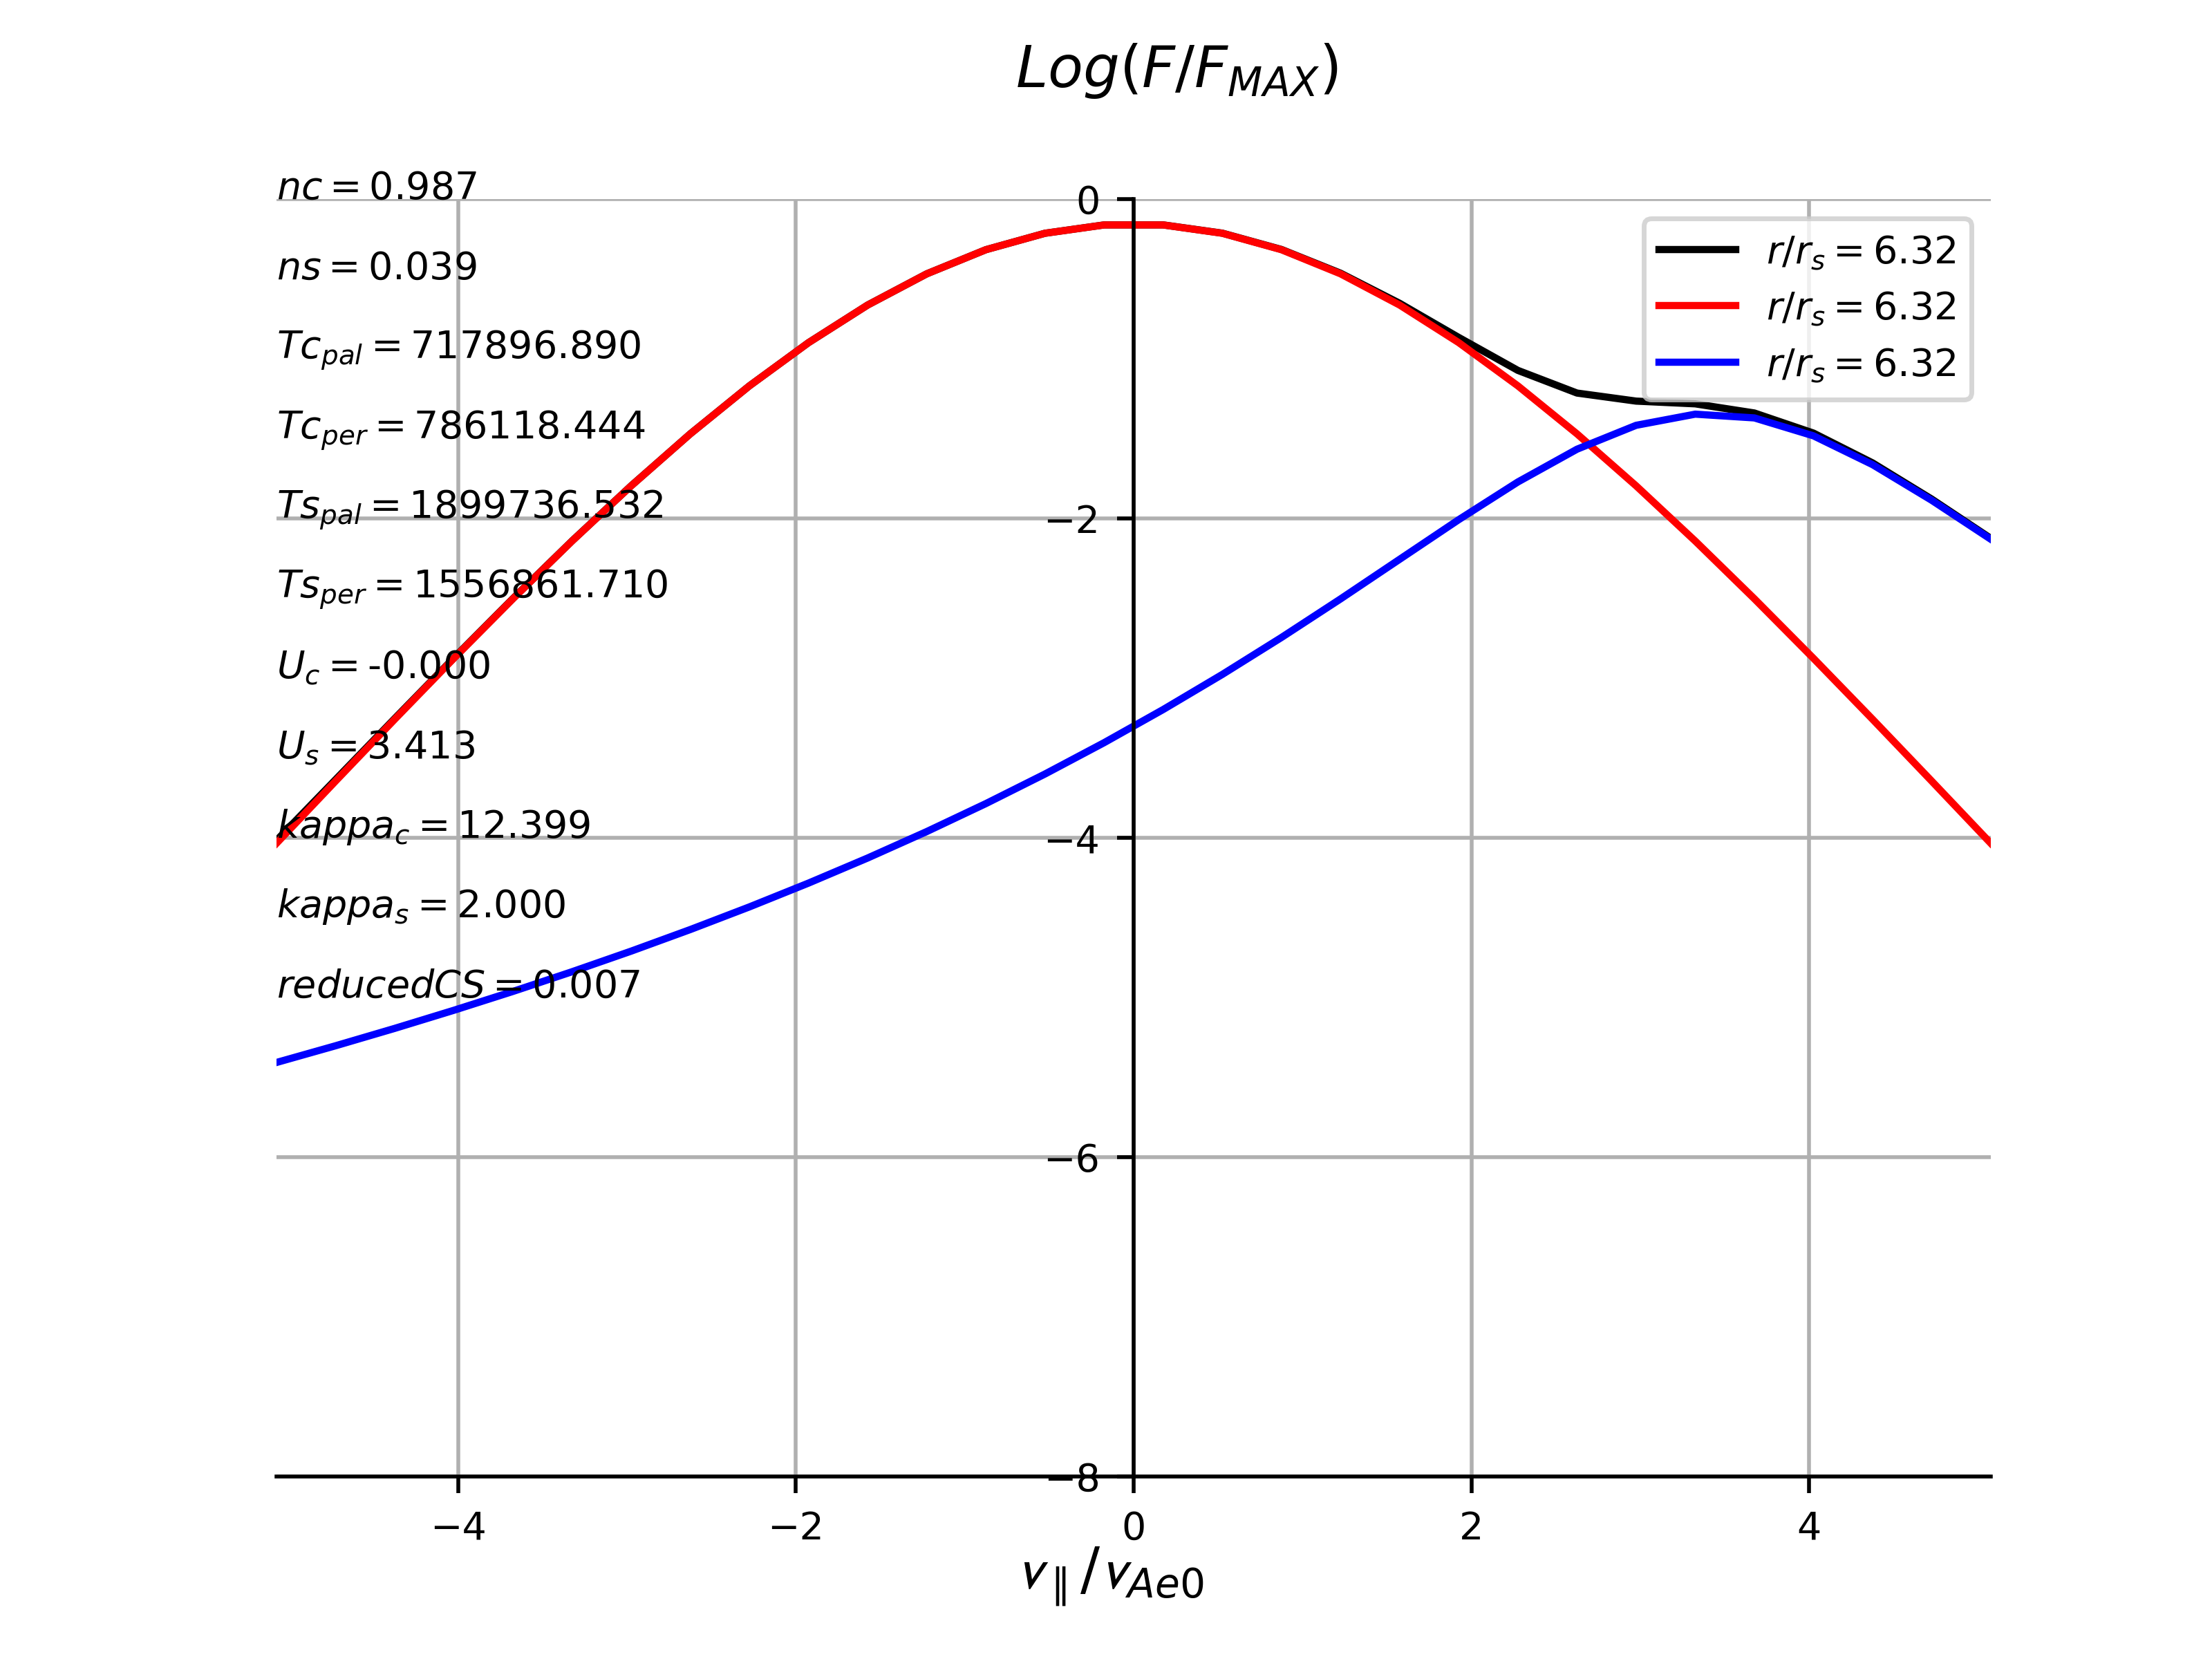 Log(F/F_MAX)
nc = 0.987
ns = 0.039
Tc_pal = 717896.890
Tc_per = 786118.444
Ts_pal = 1899736.532
Ts_per = 1556861.710
U_c = -0.000
U_s = 3.413
kappa_c = 12.399
kappa_s = 2.000
reducedCS = 0.007
r/r_s = 6.32
r/r_s = 6.32
r/r_s = 6.32
0
−2
−4
−6
−8
−4 −2 0 2 4
v_∥/v_Ae0